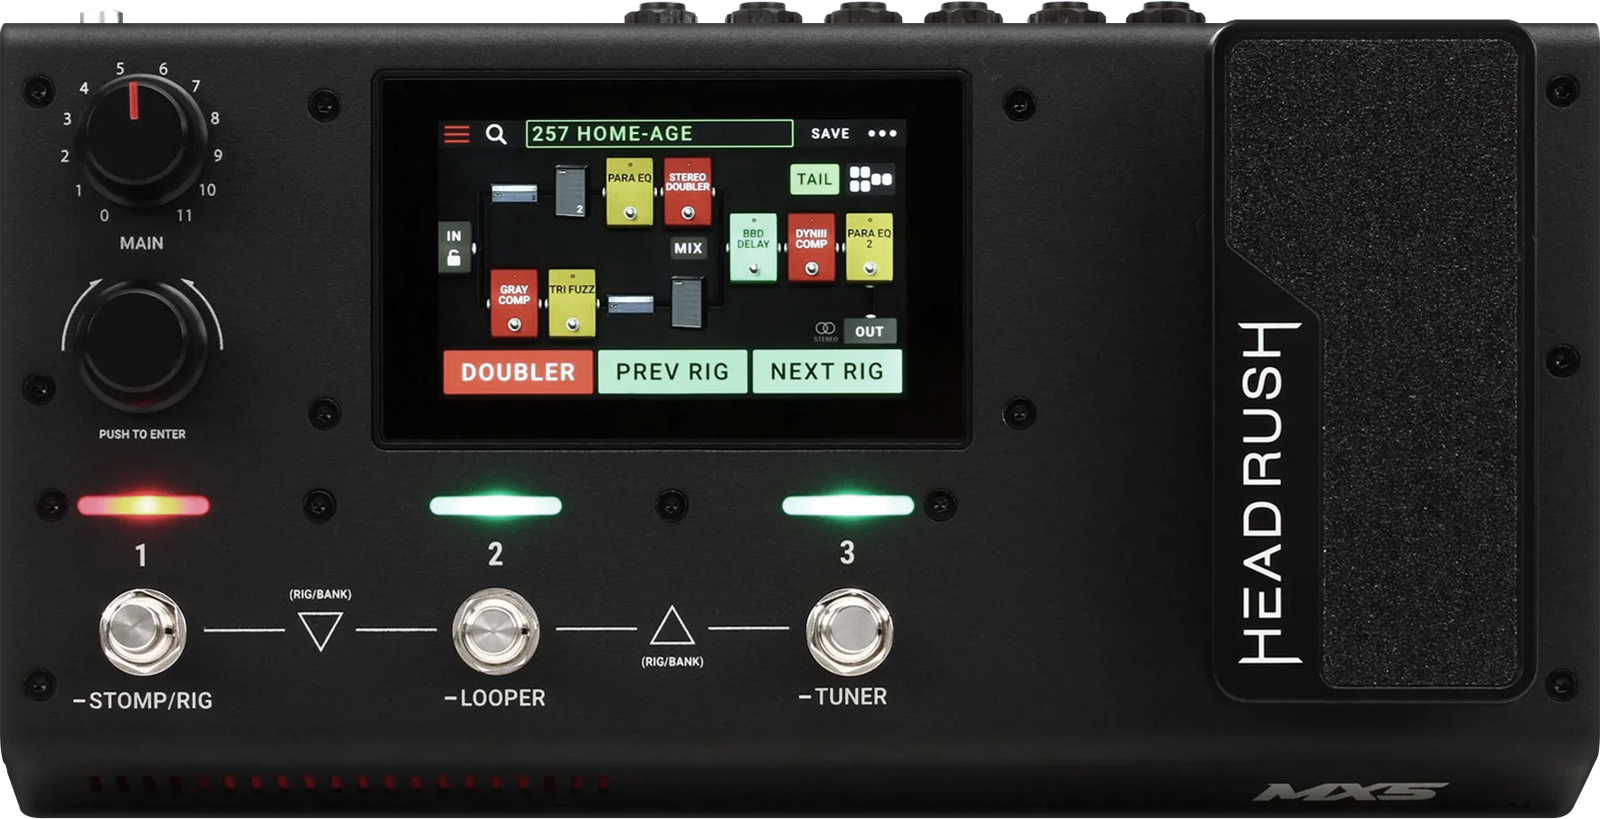 5 6
4 7
3 8
2 9
1 10
0 11
MAIN
PUSH TO ENTER
257 HOME-AGE
SAVE
2
PARA EQ
STEREO
DOUBLER
TAIL
IN
MIX
BBD
DELAY
DYNIII
COMP
PARA EQ
2
GRAY
COMP
TRI FUZZ
STEREO
OUT
DOUBLER
PREV RIG
NEXT RIG
1
2
3
(RIG/BANK)
(RIG/BANK)
–STOMP/RIG
–LOOPER
–TUNER
HEADRUSH
MX5